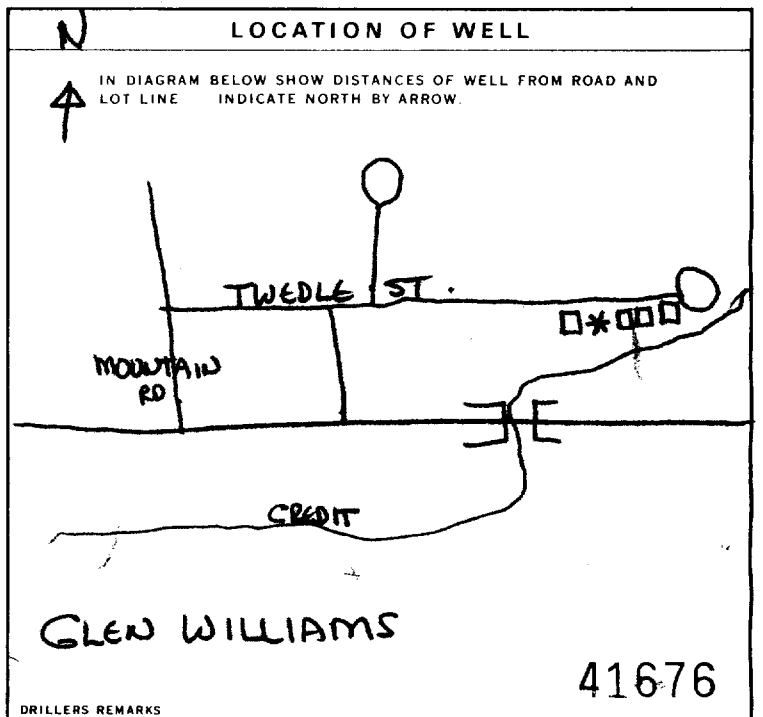 N
LOCATION OF WELL
IN DIAGRAM BELOW SHOW DISTANCES OF WELL FROM ROAD AND
LOT LINE INDICATE NORTH BY ARROW.
TWEDLE ST.
MOUNTAIN
RD
CREDIT
GLEN WILLIAMS
41676
DRILLERS REMARKS